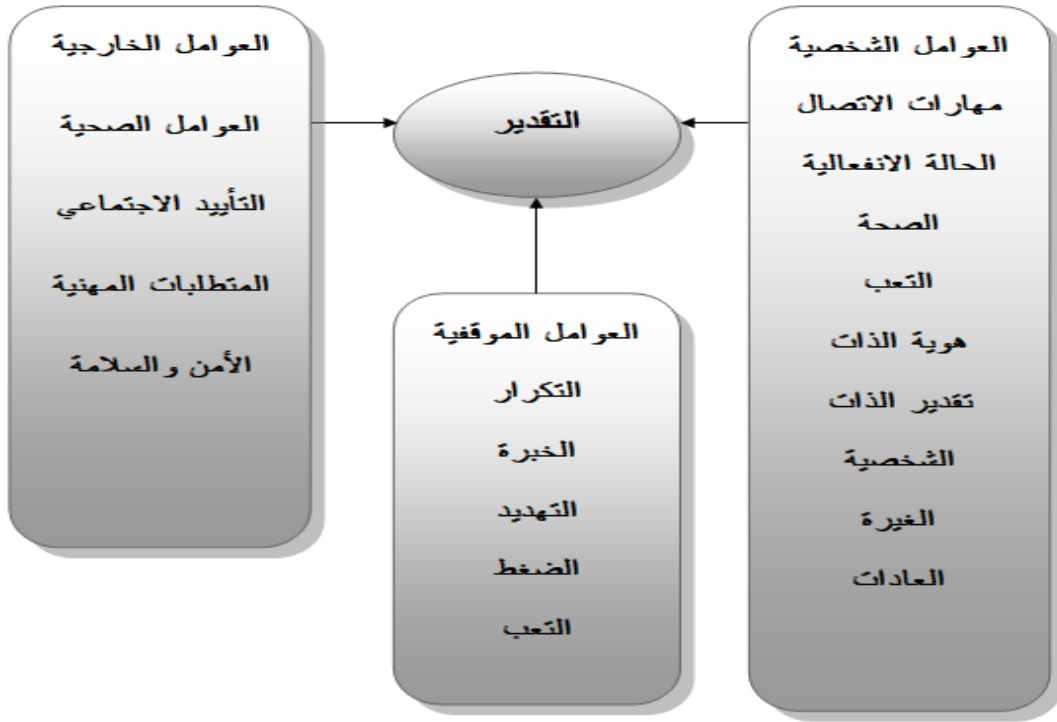 العوامل الشخصية
مهارات الاتصال
الحالة الانفعالية
الصحة
التعب
هوية الذات
تقدير الذات
الشخصية
الغيرة
العادات
التقدير
العوامل الموقفية
التكرار
الخبرة
التهديد
الضغط
التعب
العوامل الخارجية
العوامل الصحية
التأييد الاجتماعي
المتطلبات المهنية
الأمن والسلامة